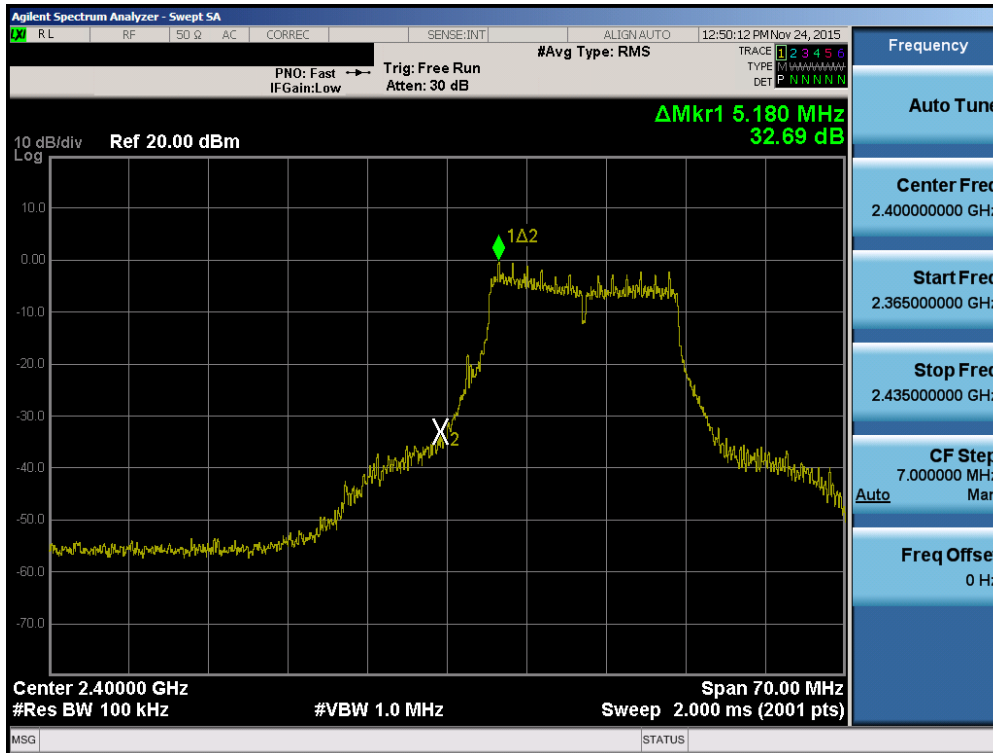 Agilent Spectrum Analyzer - Swept SA
LXI RL RF 50 Ω AC CORREC SENSE:INT ALIGN AUTO 12:50:12 PM Nov 24, 2015
#Avg Type: RMS TRACE 1 2 3 4 5 6
PNO: Fast Trig: Free Run TYPE M WWWWW
IFGain:Low Atten: 30 dB DET P N N N N N
ΔMkr1 5.180 MHz
32.69 dB
10 dB/div Ref 20.00 dBm
Log
10.0
1Δ2
0.00
-10.0
-20.0
-30.0
X2
-40.0
-50.0
-60.0
-70.0
Center 2.40000 GHz Span 70.00 MHz
#Res BW 100 kHz #VBW 1.0 MHz Sweep 2.000 ms (2001 pts)
MSG STATUS
Frequency
Auto Tune
Center Freq
2.400000000 GHz
Start Freq
2.365000000 GHz
Stop Freq
2.435000000 GHz
CF Step
7.000000 MHz
Auto Man
Freq Offset
0 Hz